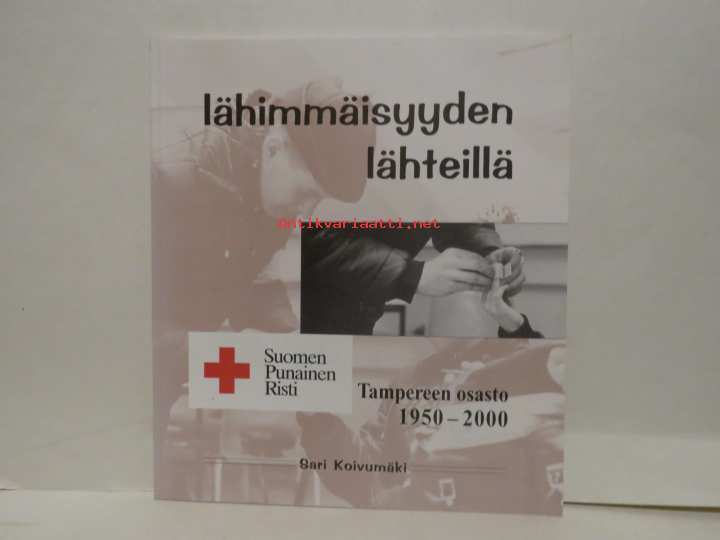 lähimmäisyyden
lähteillä
Antikvariaatti.net
Suomen
Punainen
Risti
Tampereen osasto
1950 – 2000
Sari Koivumäki